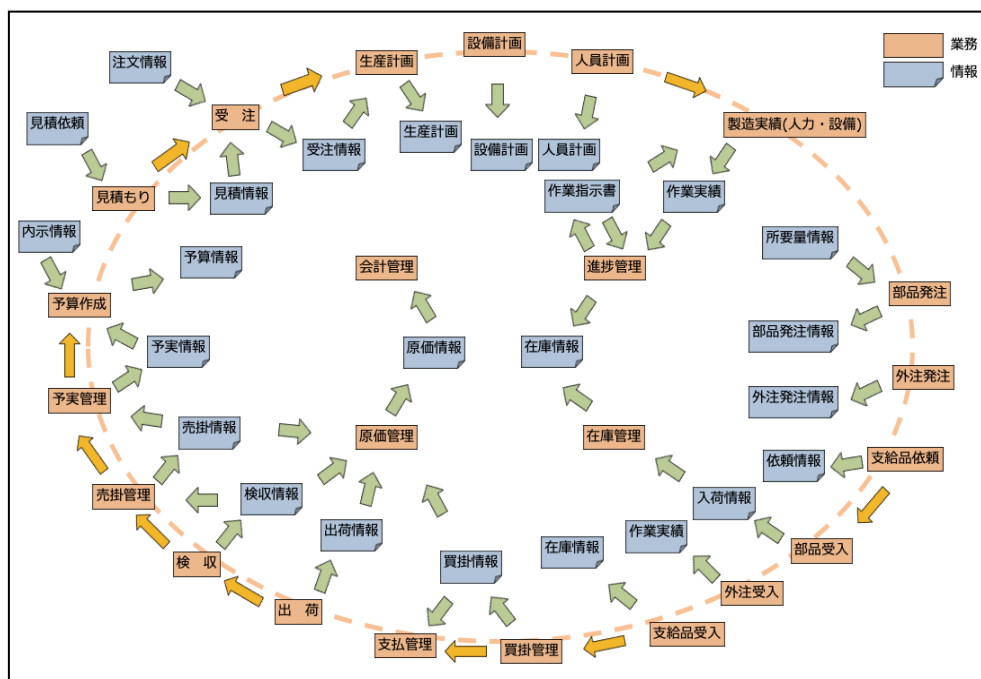 設備計画
業務
生産計画
人員計画
注文情報
情報
受　注
見積依頼
製造実績(人力・設備)
生産計画
受注情報
設備計画
人員計画
見積もり
見積情報
作業指示書
作業実績
内示情報
所要量情報
予算情報
会計管理
進捗管理
予算作成
部品発注
部品発注情報
予実情報
原価情報
在庫情報
外注発注
予実管理
外注発注情報
売掛情報
原価管理
在庫管理
支給品依頼
依頼情報
売掛管理
検収情報
入荷情報
出荷情報
作業実績
部品受入
在庫情報
検　収
買掛情報
外注受入
出　荷
支給品受入
支払管理
買掛管理